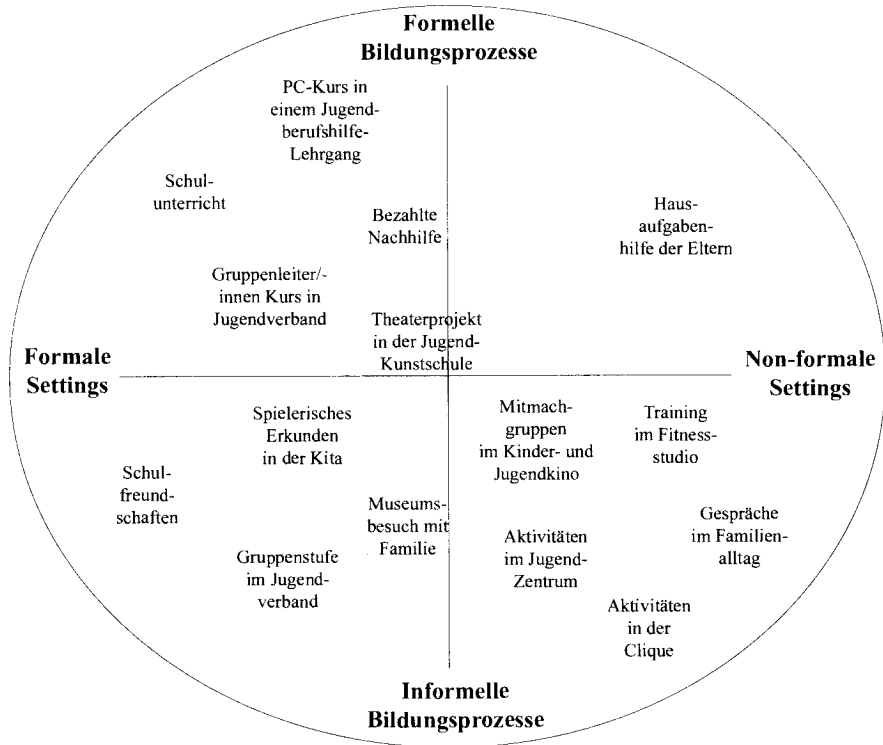 Formelle
Bildungsprozesse
PC-Kurs in
einem Jugend-
berufshilfe-
Lehrgang
Schul-
unterricht
Bezahlte
Nachhilfe
Haus-
aufgaben-
hilfe der Eltern
Gruppenleiter/-
innen Kurs in
Jugendverband
Theaterprojekt
in der Jugend-
Kunstschule
Formale
Settings
Non-formale
Settings
Spielerisches
Erkunden
in der Kita
Mitmach-
gruppen
im Kinder- und
Jugendkino
Training
im Fitness-
studio
Schul-
freund-
schaften
Museums-
besuch mit
Familie
Gespräche
im Familien-
alltag
Gruppenstufe
im Jugend-
verband
Aktivitäten
im Jugend-
Zentrum
Aktivitäten
in der
Clique
Informelle
Bildungsprozesse